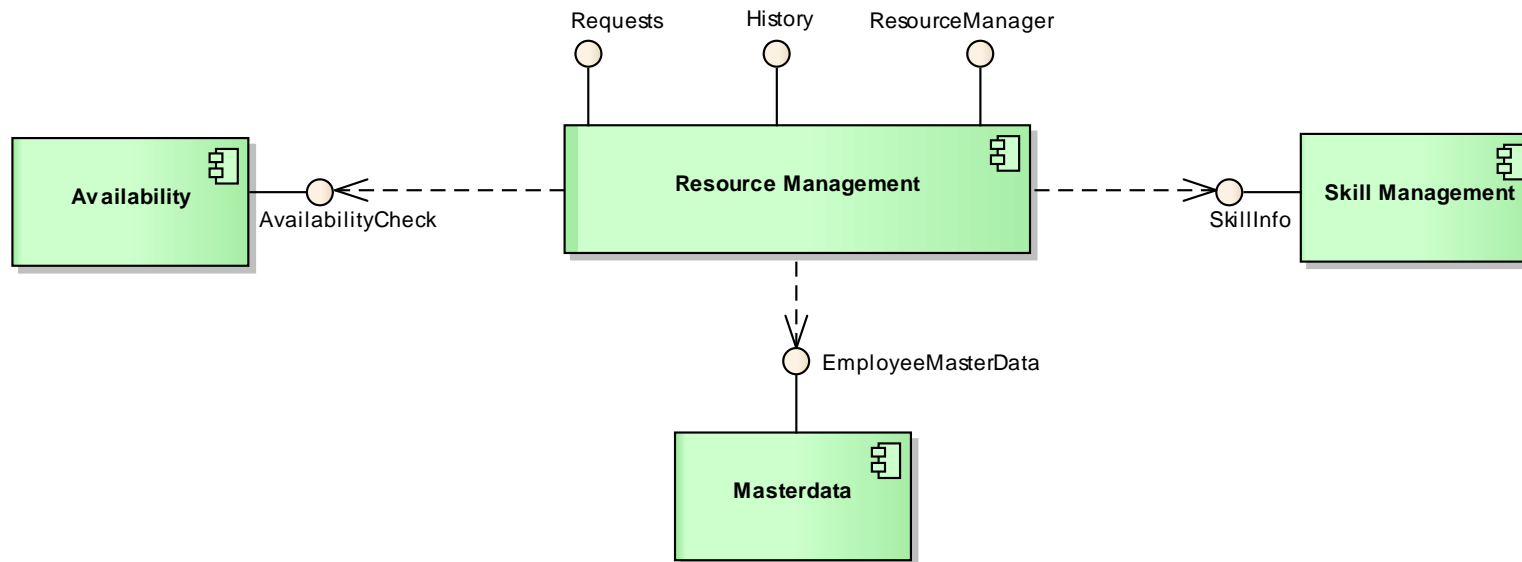 Requests
History
ResourceManager
Availability
AvailabilityCheck
Resource Management
SkillInfo
Skill Management
EmployeeMasterData
Masterdata